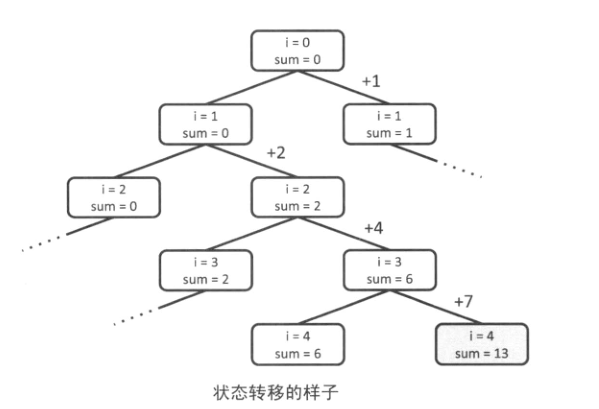 i = 0
sum = 0
+1
i = 1
sum = 0
i = 1
sum = 1
+2
i = 2
sum = 0
i = 2
sum = 2
+4
i = 3
sum = 2
i = 3
sum = 6
+7
i = 4
sum = 6
i = 4
sum = 13
状态转移的样子